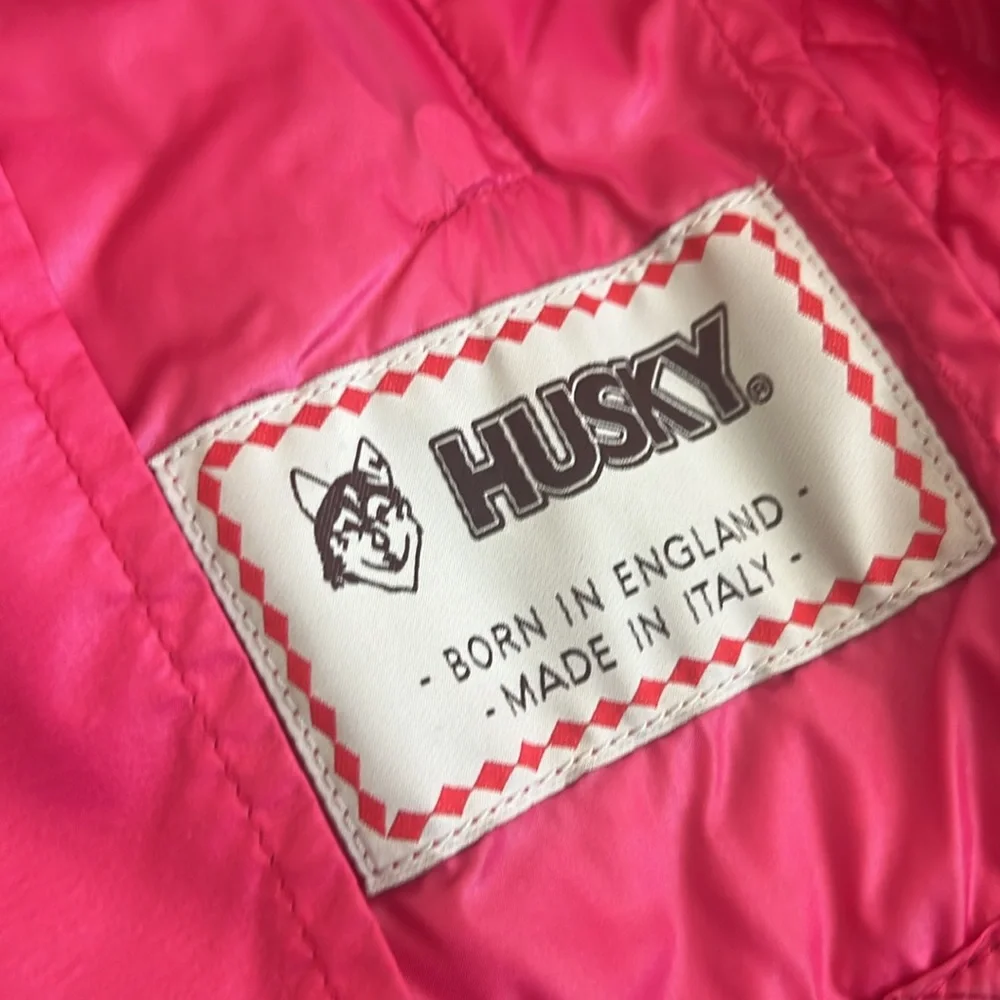 HUSKY®
- BORN IN ENGLAND -
- MADE IN ITALY -